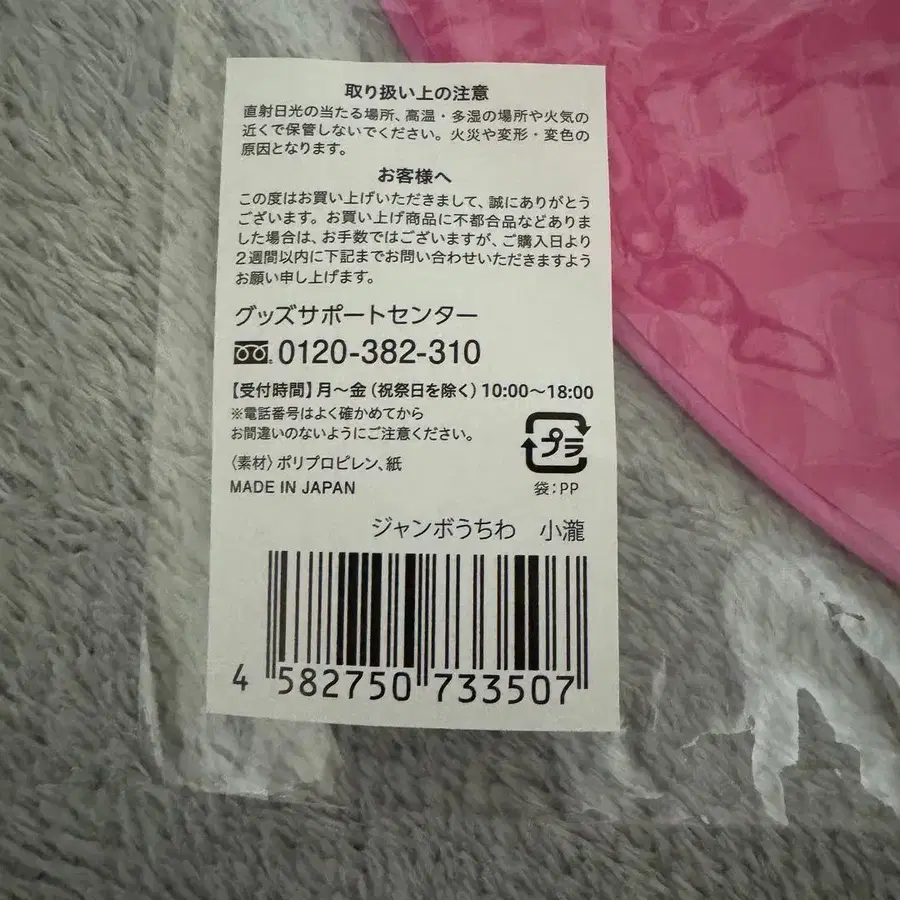 取り扱い上の注意
直射日光の当たる場所、高温・多湿の場所や火気の
近くで保管しないでください。火災や変形・変色の
原因となります。
お客様へ
この度はお買い上げいただきまして、誠にありがとう
ございます。お買い上げ商品に不都合品などありま
した場合は、お手数ではございますが、ご購入日より
2週間以内に下記までお問い合わせいただきますよう
お願い申し上げます。
グッズサポートセンター
0120-382-310
【受付時間】月〜金(祝祭日を除く)10:00〜18:00
※電話番号はよく確かめてから
お間違いのないようにご注意ください。
プラ
〈素材〉ポリプロピレン、紙
MADE IN JAPAN
袋:PP
ジャンボうちわ 小瀧
4 582750 733507